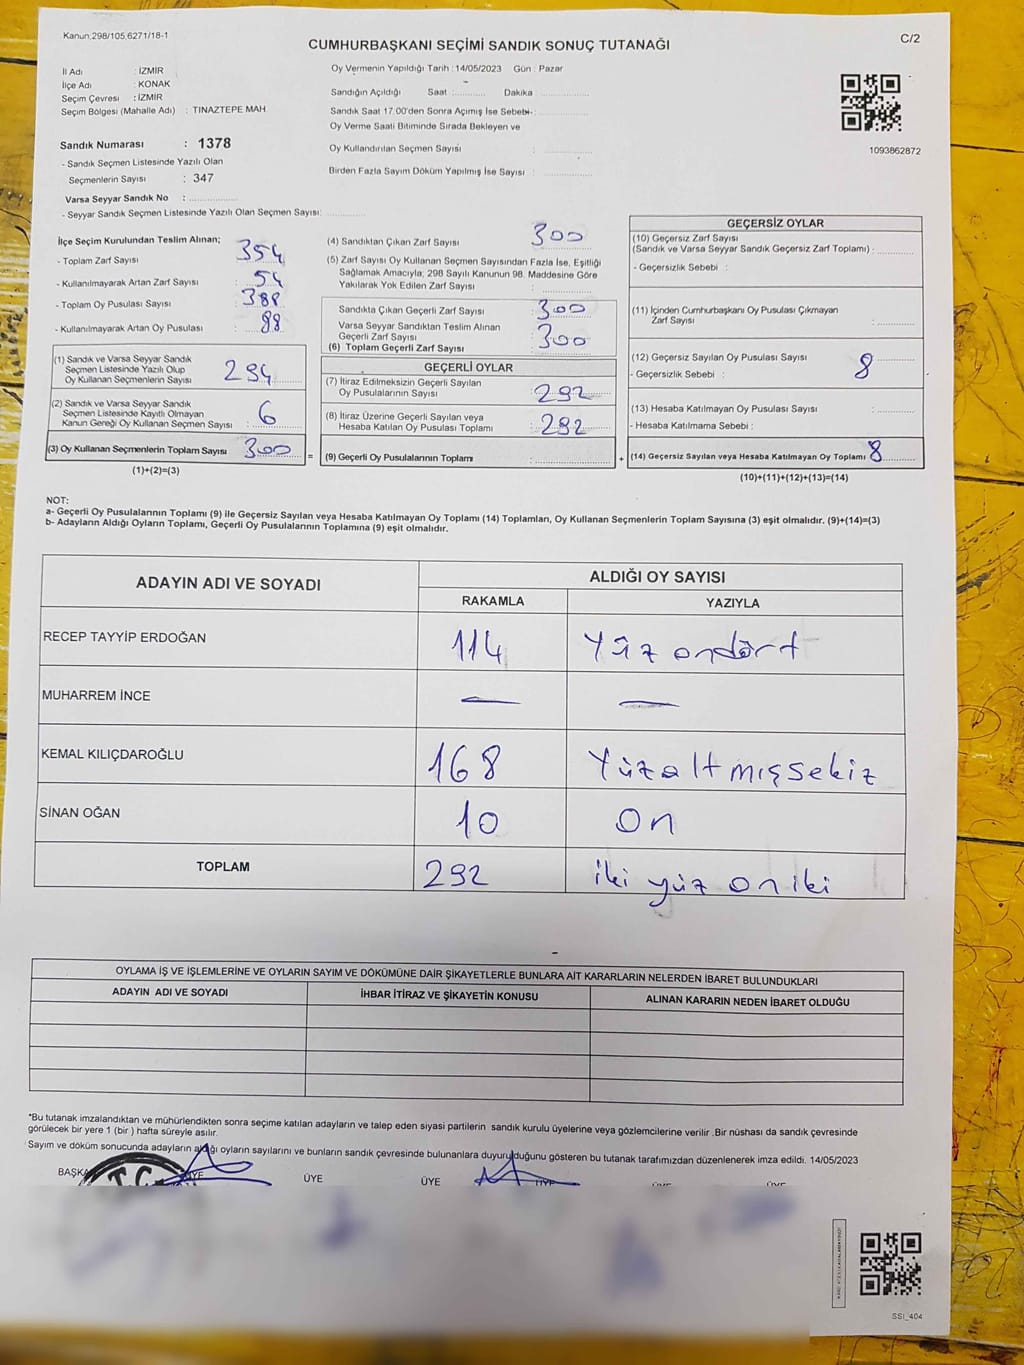 Kanun,298/105,6271/18-1
C/2
CUMHURBAŞKANI SEÇİMİ SANDIK SONUÇ TUTANAĞI
İl Adı : İZMİR
İlçe Adı : KONAK
Seçim Çevresi : İZMİR
Seçim Bölgesi (Mahalle Adı) : TINAZTEPE MAH.
Sandık Numarası : 1378
- Sandık Seçmen Listesinde Yazılı Olan
Seçmenlerin Sayısı : 347
Varsa Seyyar Sandık No :
- Seyyar Sandık Seçmen Listesinde Yazılı Olan Seçmen Sayısı:
Oy Vermenin Yapıldığı Tarih : 14/05/2023 Gün : Pazar
Sandığın Açıldığı Saat : Dakika
Sandık Saat 17.00'den Sonra Açımış İse Sebebi- :
Oy Verme Saati Bitiminde Sırada Bekleyen ve
Oy Kullandırılan Seçmen Sayısı :
Birden Fazla Sayım Döküm Yapılmış İse Sayısı :
1093862872
İlçe Seçim Kurulundan Teslim Alınan;
- Toplam Zarf Sayısı : 354
- Kullanılmayarak Artan Zarf Sayısı : 54
- Toplam Oy Pusulası Sayısı : 388
- Kullanılmayarak Artan Oy Pusulası : 88
(1) Sandık ve Varsa Seyyar Sandık
Seçmen Listesinde Yazılı Olup
Oy Kullanan Seçmenlerin Sayısı : 294
(2) Sandık ve Varsa Seyyar Sandık
Seçmen Listesinde Kayıtlı Olmayan
Kanun Gereği Oy Kullanan Seçmen Sayısı : 6
(3) Oy Kullanan Seçmenlerin Toplam Sayısı : 300
(1)+(2)=(3)
(4) Sandıktan Çıkan Zarf Sayısı : 300
(5) Zarf Sayısı Oy Kullanan Seçmen Sayısından Fazla İse, Eşitliği
Sağlamak Amacıyla; 298 Sayılı Kanunun 98. Maddesine Göre
Yakılarak Yok Edilen Zarf Sayısı :
Sandıkta Çıkan Geçerli Zarf Sayısı : 300
Varsa Seyyar Sandıktan Teslim Alınan
Geçerli Zarf Sayısı :
(6) Toplam Geçerli Zarf Sayısı : 300
GEÇERLİ OYLAR
(7) İtiraz Edilmeksizin Geçerli Sayılan
Oy Pusulalarının Sayısı : 292
(8) İtiraz Üzerine Geçerli Sayılan veya
Hesaba Katılan Oy Pusulası Toplamı : 292
= (9) Geçerli Oy Pusulalarının Toplamı :
GEÇERSİZ OYLAR
(10) Geçersiz Zarf Sayısı
(Sandık ve Varsa Seyyar Sandık Geçersiz Zarf Toplamı) :
- Geçersizlik Sebebi :
(11) İçinden Cumhurbaşkanı Oy Pusulası Çıkmayan
Zarf Sayısı :
(12) Geçersiz Sayılan Oy Pusulası Sayısı : 8
- Geçersizlik Sebebi :
(13) Hesaba Katılmayan Oy Pusulası Sayısı :
- Hesaba Katılmama Sebebi :
+ (14) Geçersiz Sayılan veya Hesaba Katılmayan Oy Toplamı 8
(10)+(11)+(12)+(13)=(14)
NOT:
a- Geçerli Oy Pusulalarının Toplamı (9) ile Geçersiz Sayılan veya Hesaba Katılmayan Oy Toplamı (14) Toplamları, Oy Kullanan Seçmenlerin Toplam Sayısına (3) eşit olmalıdır. (9)+(14)=(3)
b- Adayların Aldığı Oyların Toplamı, Geçerli Oy Pusulalarının Toplamına (9) eşit olmalıdır.
ADAYIN ADI VE SOYADI ALDIĞI OY SAYISI
RAKAMLA YAZIYLA
RECEP TAYYİP ERDOĞAN 114 Yüz ondört
MUHARREM İNCE — —
KEMAL KILIÇDAROĞLU 168 Yüzaltmışsekiz
SİNAN OĞAN 10 On
TOPLAM 292 iki yüz oniki
OYLAMA İŞ VE İŞLEMLERİNE VE OYLARIN SAYIM VE DÖKÜMÜNE DAİR ŞİKAYETLERLE BUNLARA AİT KARARLARIN NELERDEN İBARET BULUNDUKLARI
ADAYIN ADI VE SOYADI İHBAR İTİRAZ VE ŞİKAYETİN KONUSU ALINAN KARARIN NEDEN İBARET OLDUĞU
*Bu tutanak imzalandıktan ve mühürlendikten sonra seçime katılan adayların ve talep eden siyasi partilerin sandık kurulu üyelerine veya gözlemcilerine verilir .Bir nüshası da sandık çevresinde
görülecek bir yere 1 (bir ) hafta süreyle asılır.
Sayım ve döküm sonucunda adayların aldığı oyların sayılarını ve bunların sandık çevresinde bulunanlara duyurulduğunu gösteren bu tutanak tarafımızdan düzenlenerek imza edildi. 14/05/2023
T.C.
ÜYE ÜYE ÜYE ÜYE ÜYE ÜYE
SSI_404